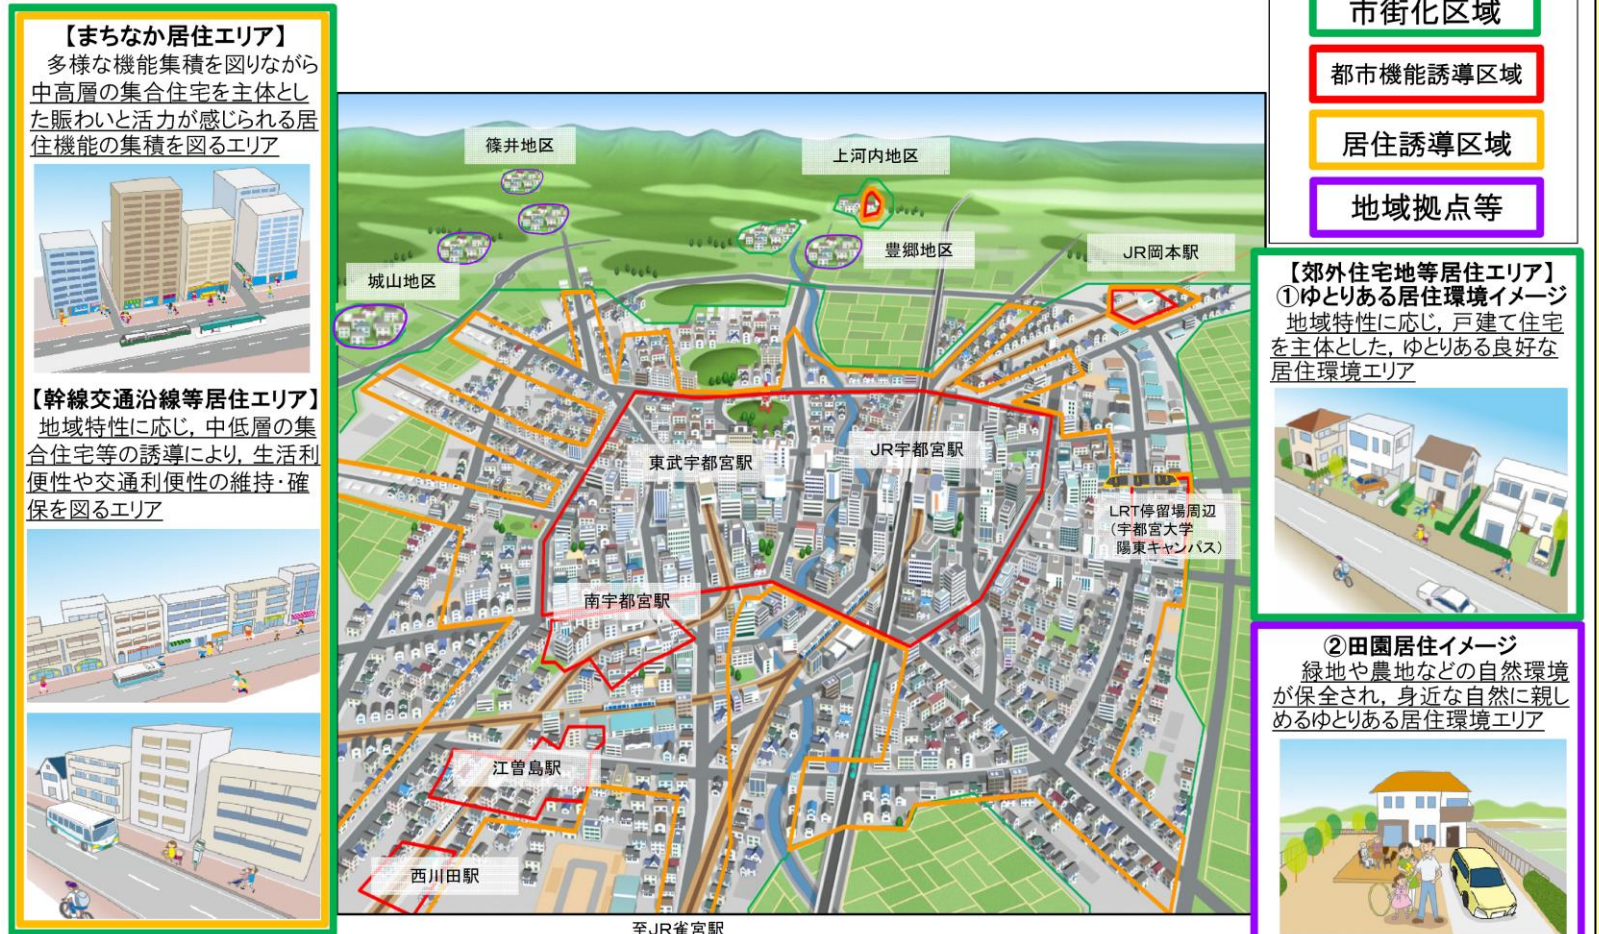 【まちなか居住エリア】
多様な機能集積を図りながら
中高層の集合住宅を主体とし
た賑わいと活力が感じられる居
住機能の集積を図るエリア
【幹線交通沿線等居住エリア】
地域特性に応じ，中低層の集
合住宅等の誘導により，生活利
便性や交通利便性の維持・確
保を図るエリア
篠井地区
上河内地区
城山地区
豊郷地区
JR岡本駅
東武宇都宮駅
JR宇都宮駅
LRT停留場周辺
（宇都宮大学
陽東キャンパス）
南宇都宮駅
江曽島駅
西川田駅
至JR雀宮駅
市街化区域
都市機能誘導区域
居住誘導区域
地域拠点等
【郊外住宅地等居住エリア】
①ゆとりある居住環境イメージ
地域特性に応じ，戸建て住宅
を主体とした，ゆとりある良好な
居住環境エリア
②田園居住イメージ
緑地や農地などの自然環境
が保全され，身近な自然に親し
めるゆとりある居住環境エリア